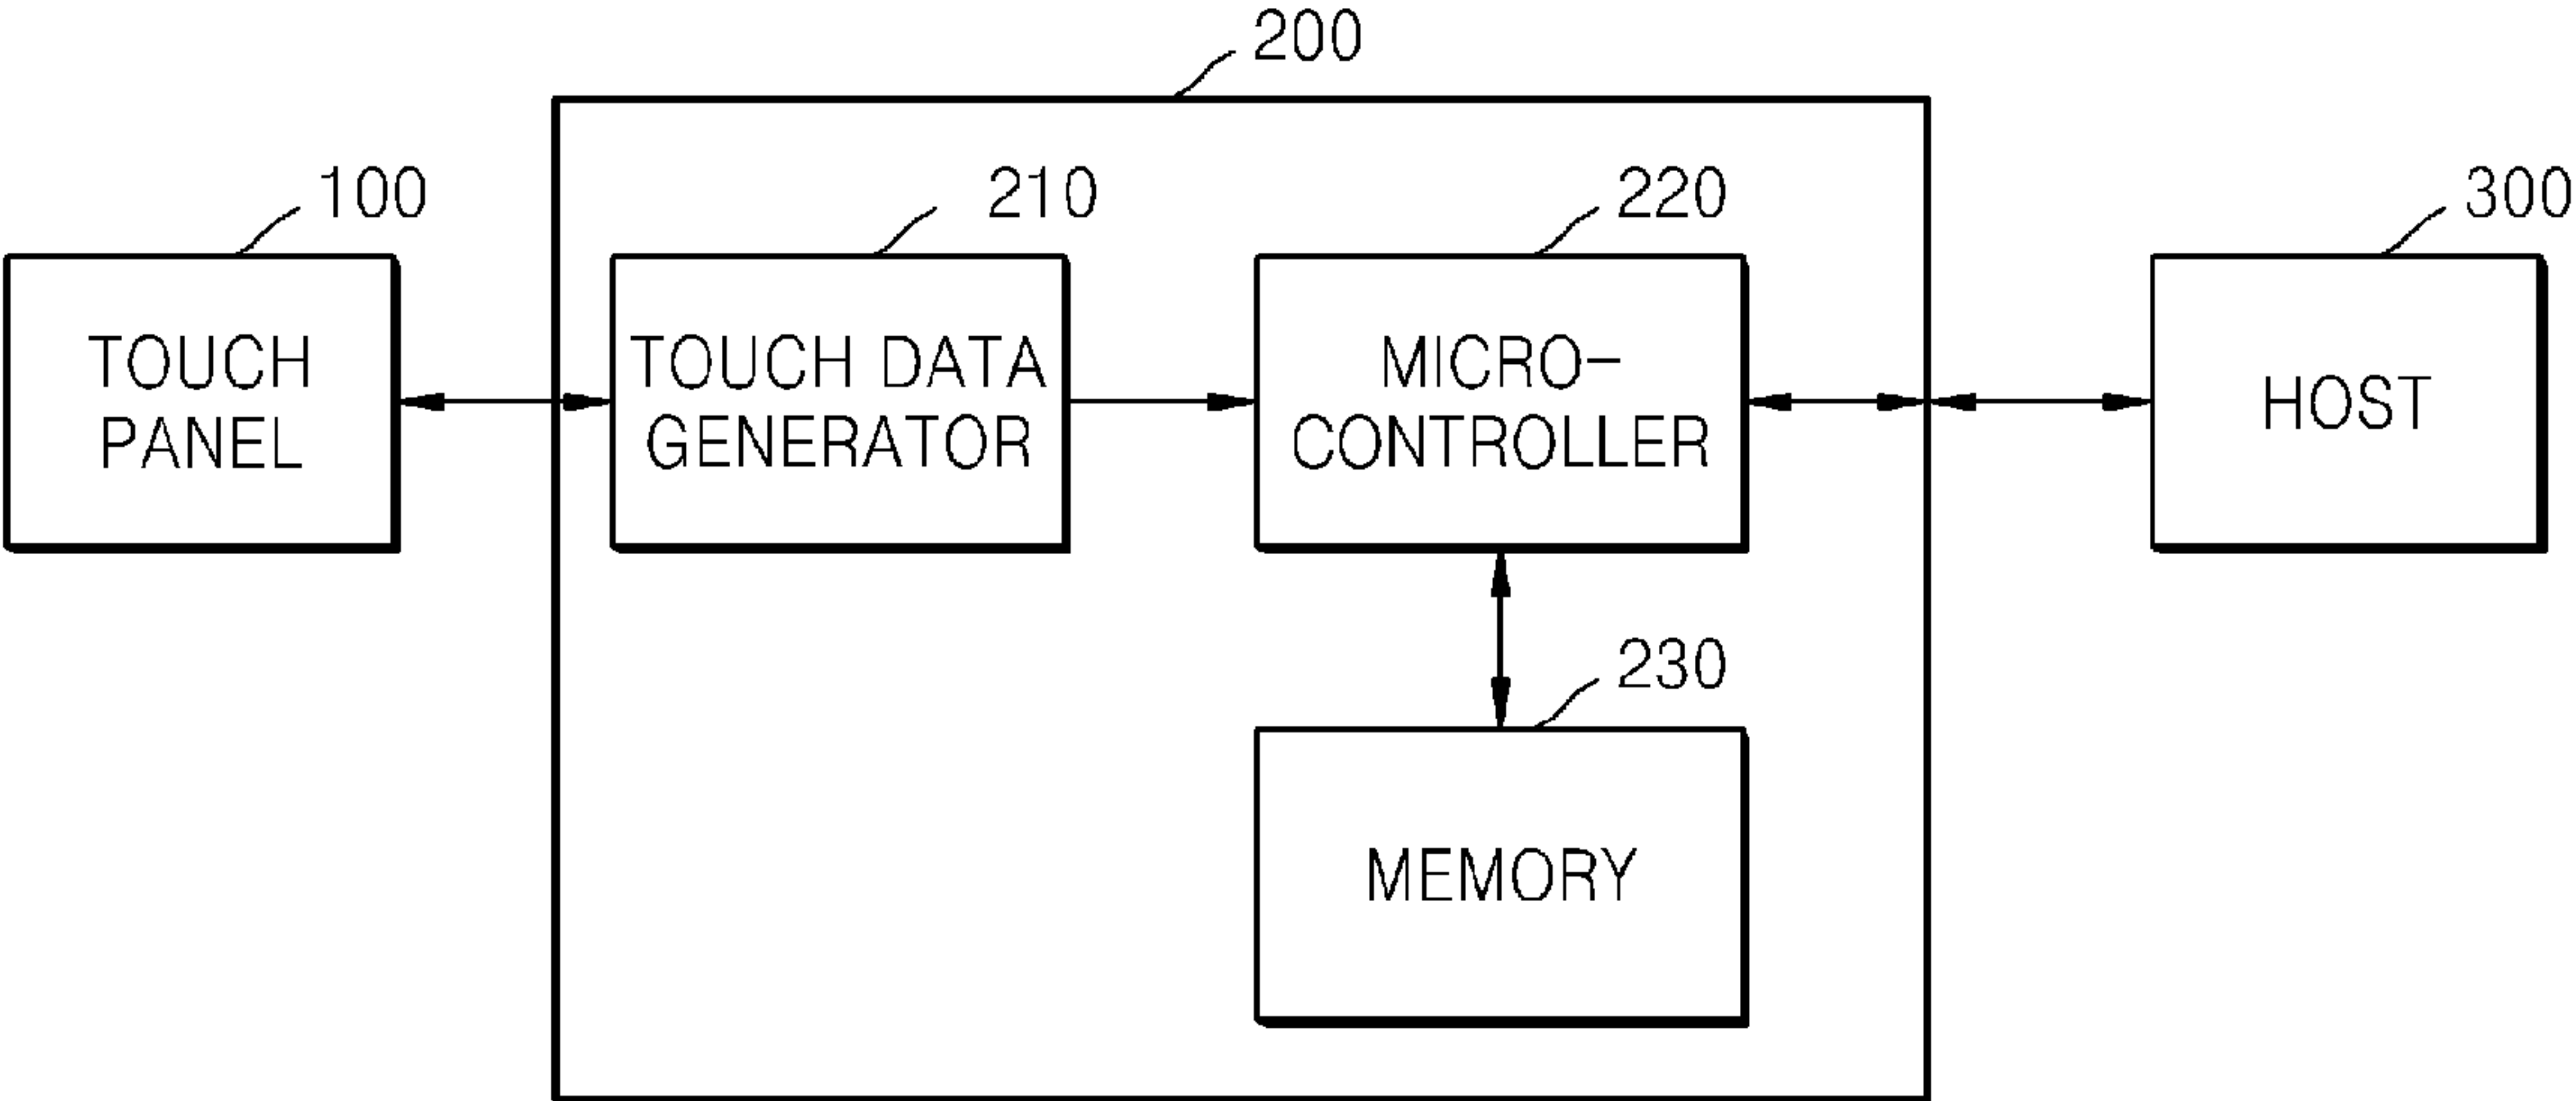 200
100
210
220
300
TOUCH
PANEL
TOUCH DATA
GENERATOR
MICRO-
CONTROLLER
HOST
230
MEMORY